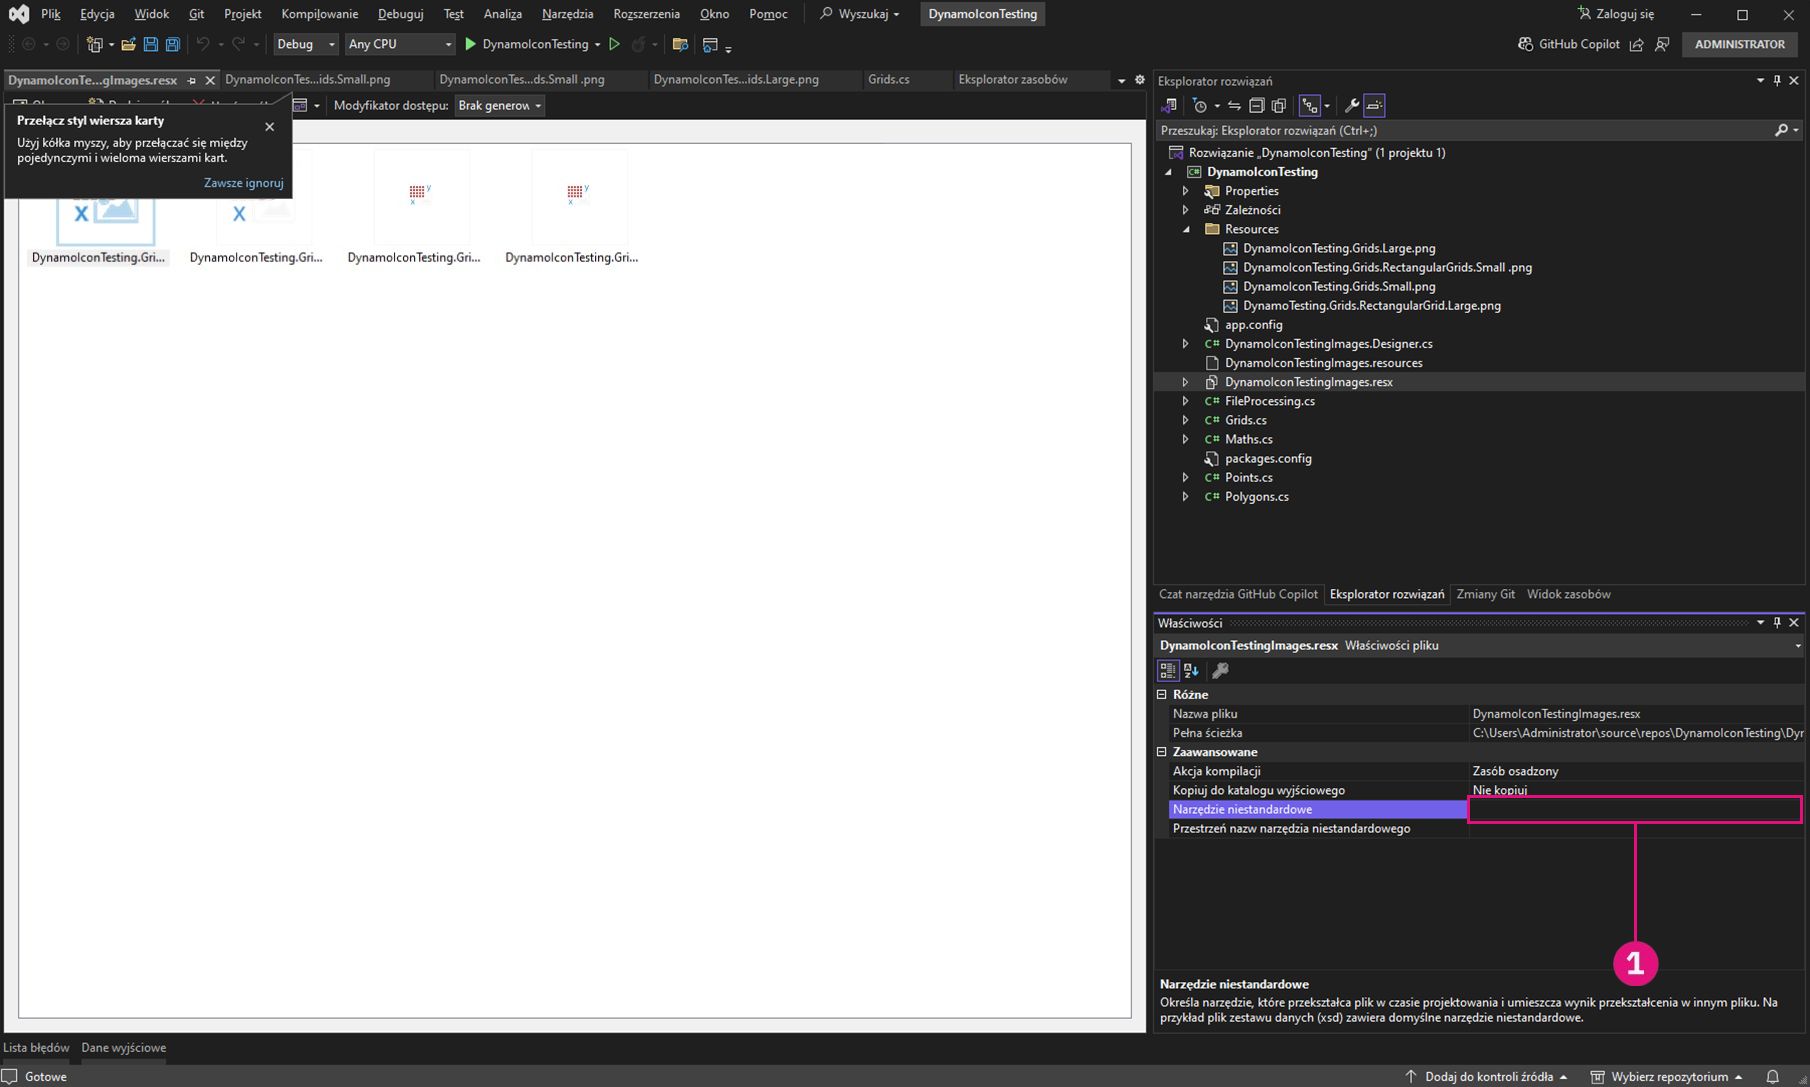 Plik Edycja Widok Git Projekt Kompilowanie Debuguj Test Analiza Narzędzia Rozszerzenia Okno Pomoc Wyszukaj DynamoIconTesting Zaloguj się
Debug Any CPU DynamoIconTesting GitHub Copilot ADMINISTRATOR
DynamoIconTe...gImages.resx DynamoIconTes...ids.Small.png DynamoIconTes...ds.Small .png DynamoIconTes...ids.Large.png Grids.cs Eksplorator zasobów
Modyfikator dostępu: Brak generow
Przełącz styl wiersza karty
Użyj kółka myszy, aby przełączać się między
pojedynczymi i wieloma wierszami kart.
Zawsze ignoruj
DynamoIconTesting.Gri... DynamoIconTesting.Gri... DynamoIconTesting.Gri... DynamoIconTesting.Gri...
Eksplorator rozwiązań
Przeszukaj: Eksplorator rozwiązań (Ctrl+;)
Rozwiązanie „DynamoIconTesting" (1 projektu 1)
DynamoIconTesting
Properties
Zależności
Resources
DynamoIconTesting.Grids.Large.png
DynamoIconTesting.Grids.RectangularGrids.Small .png
DynamoIconTesting.Grids.Small.png
DynamoTesting.Grids.RectangularGrid.Large.png
app.config
DynamoIconTestingImages.Designer.cs
DynamoIconTestingImages.resources
DynamoIconTestingImages.resx
FileProcessing.cs
Grids.cs
Maths.cs
packages.config
Points.cs
Polygons.cs
Czat narzędzia GitHub Copilot Eksplorator rozwiązań Zmiany Git Widok zasobów
Właściwości
DynamoIconTestingImages.resx Właściwości pliku
Różne
Nazwa pliku DynamoIconTestingImages.resx
Pełna ścieżka C:\Users\Administrator\source\repos\DynamoIconTesting\Dyn
Zaawansowane
Akcja kompilacji Zasób osadzony
Kopiuj do katalogu wyjściowego Nie kopiuj
Narzędzie niestandardowe
Przestrzeń nazw narzędzia niestandardowego
1
Narzędzie niestandardowe
Określa narzędzie, które przekształca plik w czasie projektowania i umieszcza wynik przekształcenia w innym pliku. Na
przykład plik zestawu danych (xsd) zawiera domyślne narzędzie niestandardowe.
Lista błędów Dane wyjściowe
Gotowe Dodaj do kontroli źródła Wybierz repozytorium